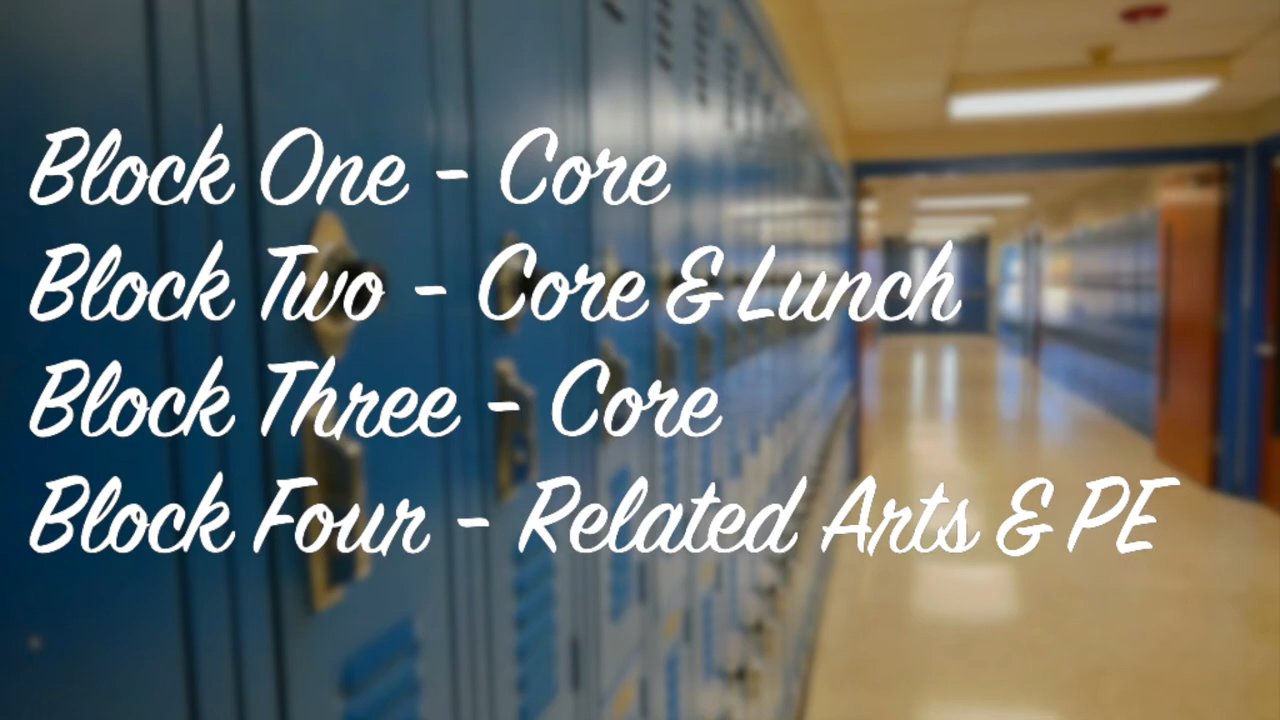 Block One - Core
Block Two - Core & Lunch
Block Three - Core
Block Four - Related Arts & PE